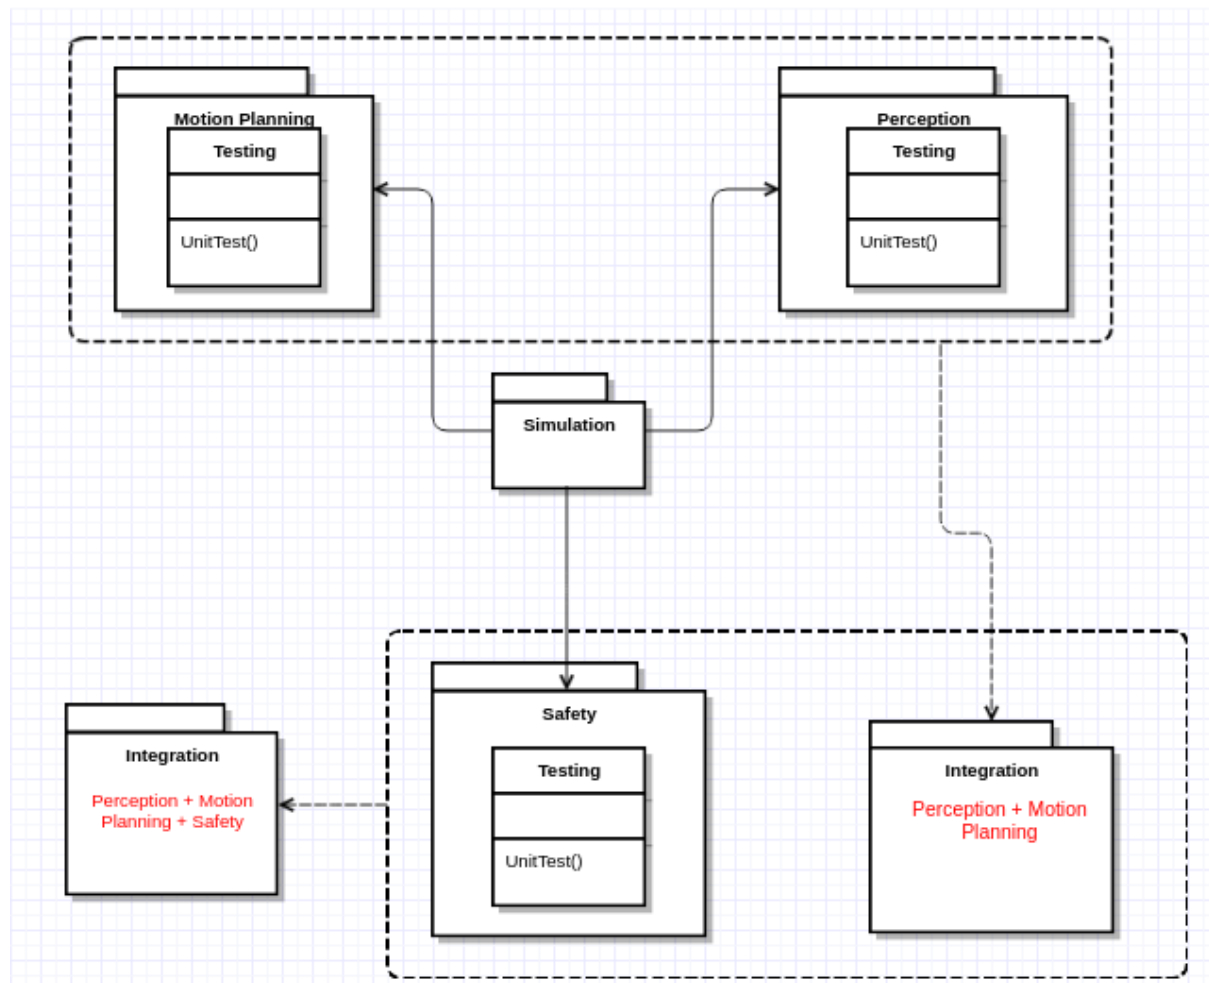 Motion Planning
Testing
UnitTest()
Perception
Testing
UnitTest()
Simulation
Safety
Testing
UnitTest()
Integration
Perception + Motion
Planning + Safety
Integration
Perception + Motion
Planning